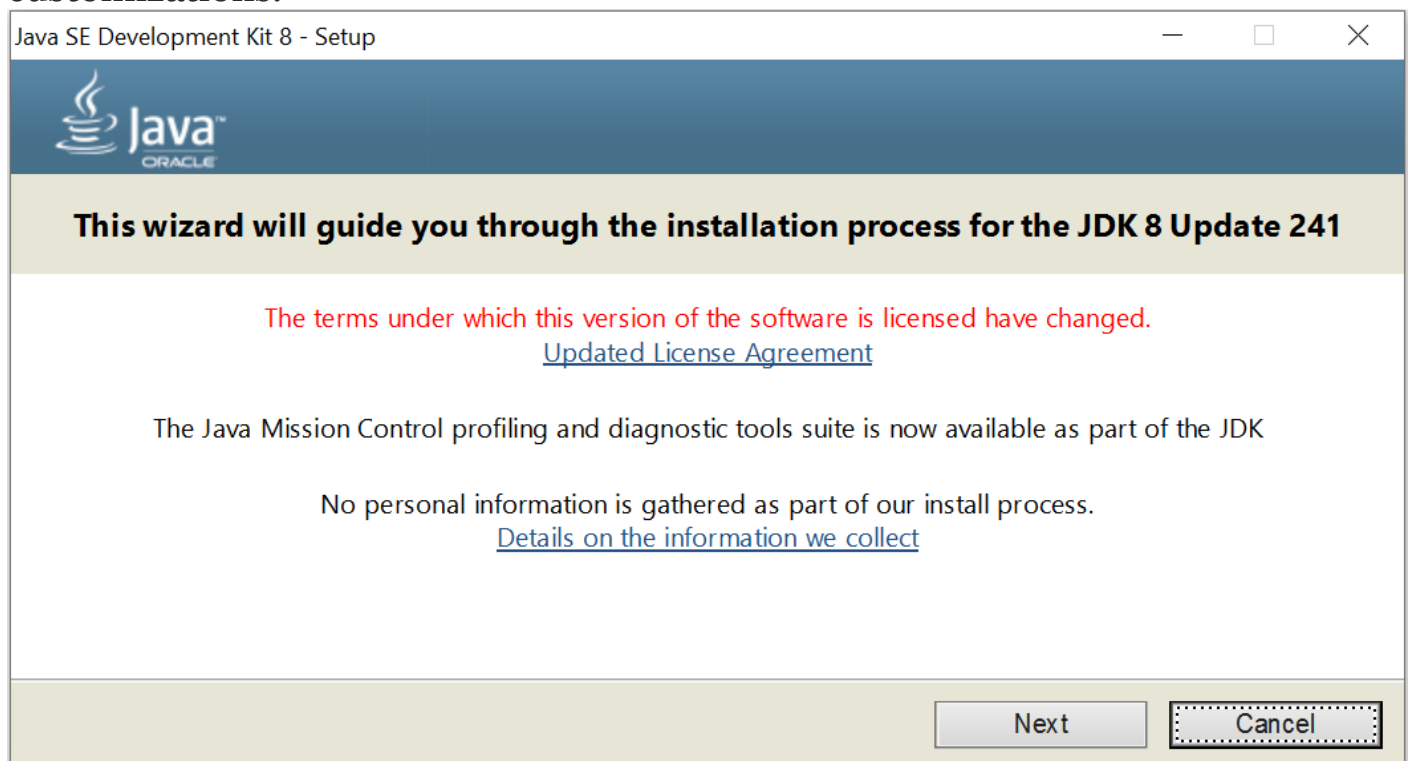 Java SE Development Kit 8 - Setup
Java™
ORACLE
This wizard will guide you through the installation process for the JDK 8 Update 241
The terms under which this version of the software is licensed have changed.
Updated License Agreement
The Java Mission Control profiling and diagnostic tools suite is now available as part of the JDK
No personal information is gathered as part of our install process.
Details on the information we collect
Next Cancel